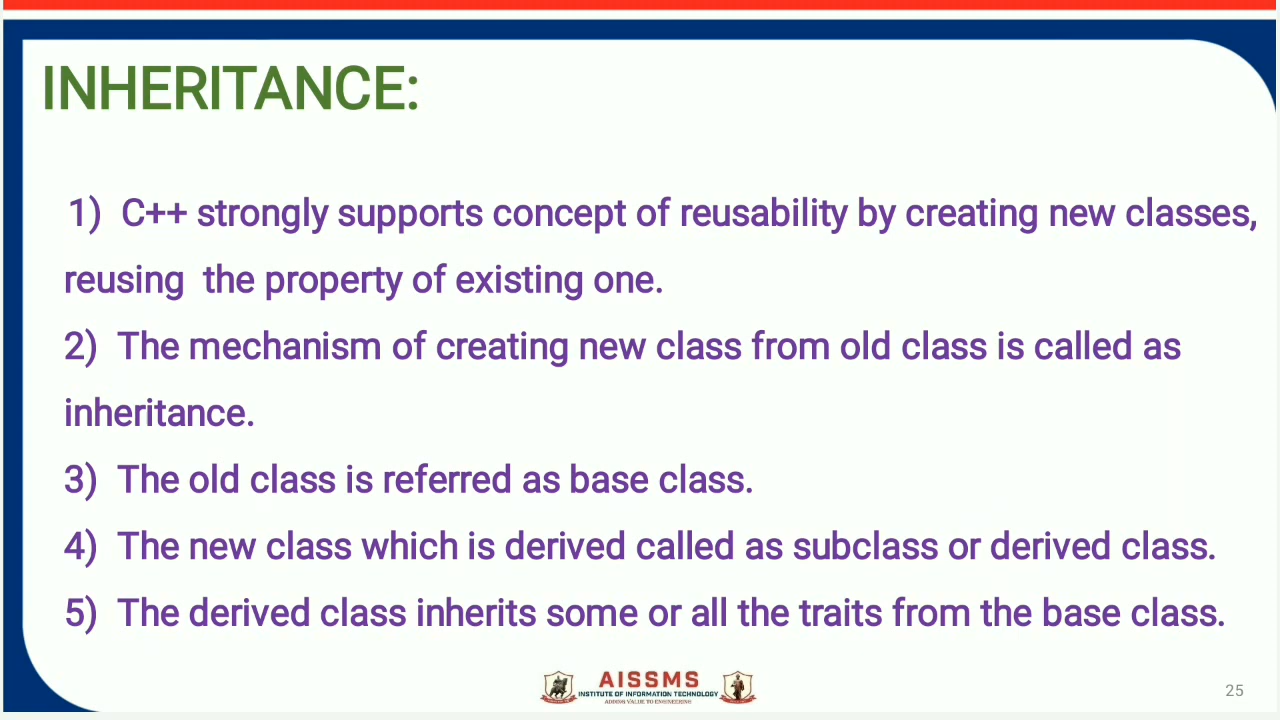 INHERITANCE:
1) C++ strongly supports concept of reusability by creating new classes,
reusing the property of existing one.
2) The mechanism of creating new class from old class is called as
inheritance.
3) The old class is referred as base class.
4) The new class which is derived called as subclass or derived class.
5) The derived class inherits some or all the traits from the base class.
AISSMS
INSTITUTE OF INFORMATION TECHNOLOGY
ADDING VALUE TO ENGINEERING
25